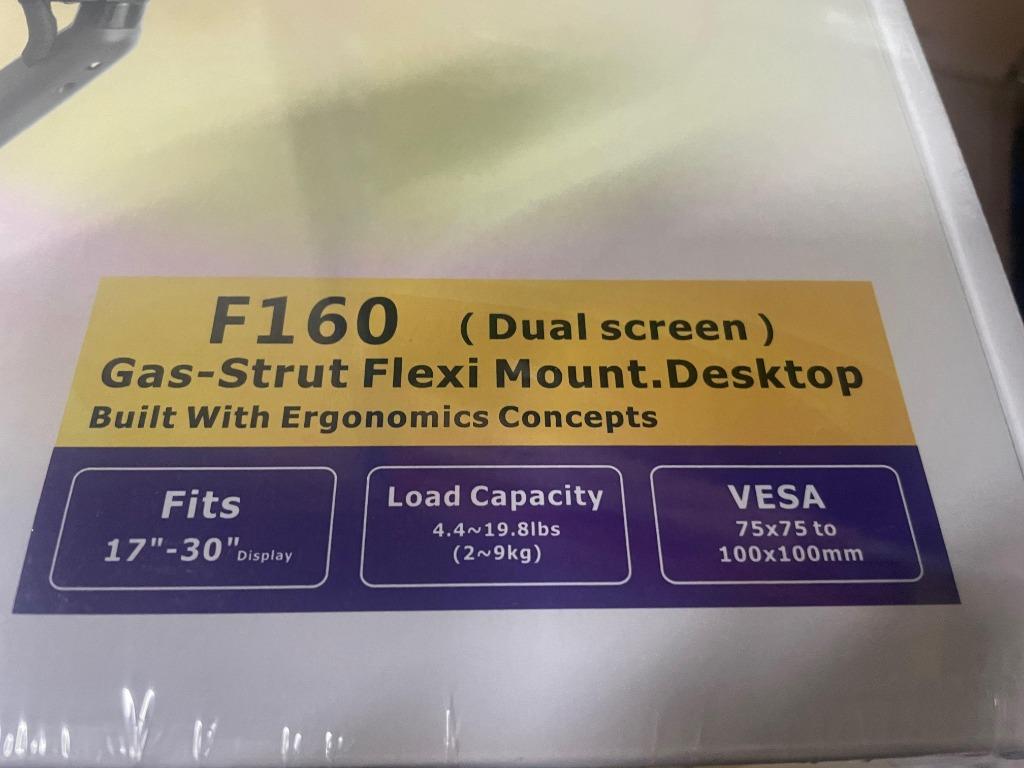 F160 ( Dual screen )
Gas-Strut Flexi Mount.Desktop
Built With Ergonomics Concepts
Fits
17"-30" Display
Load Capacity
4.4~19.8lbs
(2~9kg)
VESA
75x75 to
100x100mm